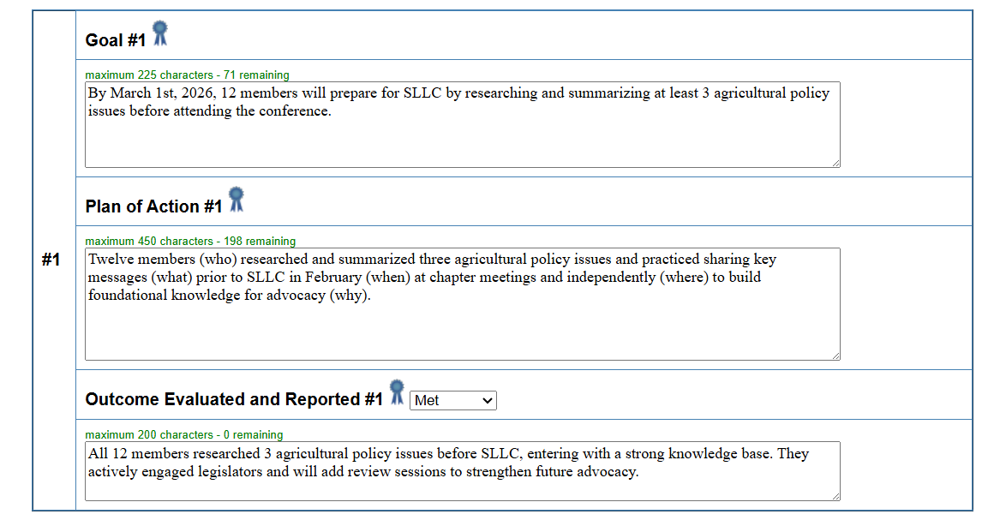 Goal #1
maximum 225 characters - 71 remaining
By March 1st, 2026, 12 members will prepare for SLLC by researching and summarizing at least 3 agricultural policy
issues before attending the conference.
Plan of Action #1
maximum 450 characters - 198 remaining
#1
Twelve members (who) researched and summarized three agricultural policy issues and practiced sharing key
messages (what) prior to SLLC in February (when) at chapter meetings and independently (where) to build
foundational knowledge for advocacy (why).
Outcome Evaluated and Reported #1 Met
maximum 200 characters - 0 remaining
All 12 members researched 3 agricultural policy issues before SLLC, entering with a strong knowledge base. They
actively engaged legislators and will add review sessions to strengthen future advocacy.